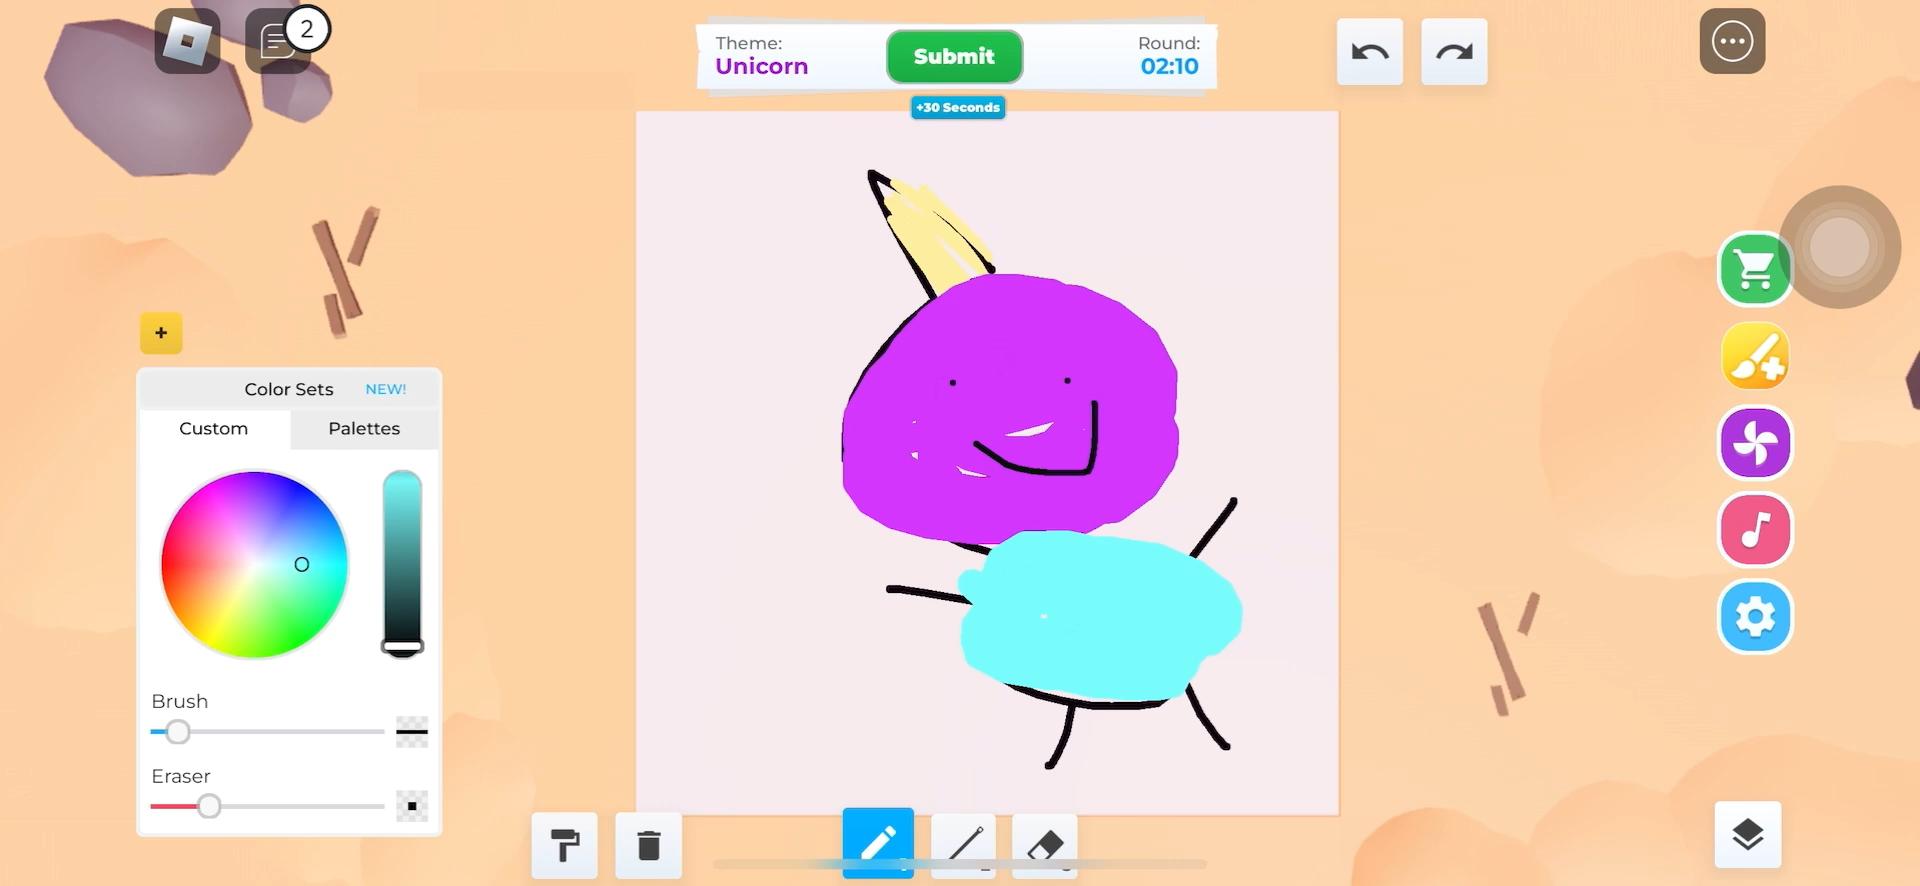 2
Theme:
Unicorn
Submit
Round:
02:10
+30 Seconds
+
Color Sets NEW!
Custom Palettes
Brush
Eraser